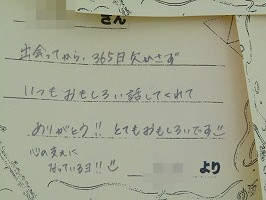 さん
出会ってから、365日欠かさず
いつもおもしろい話してくれて
ありがとう!! とてもおもしろいです
心の支えに
なっているヨ!!
より